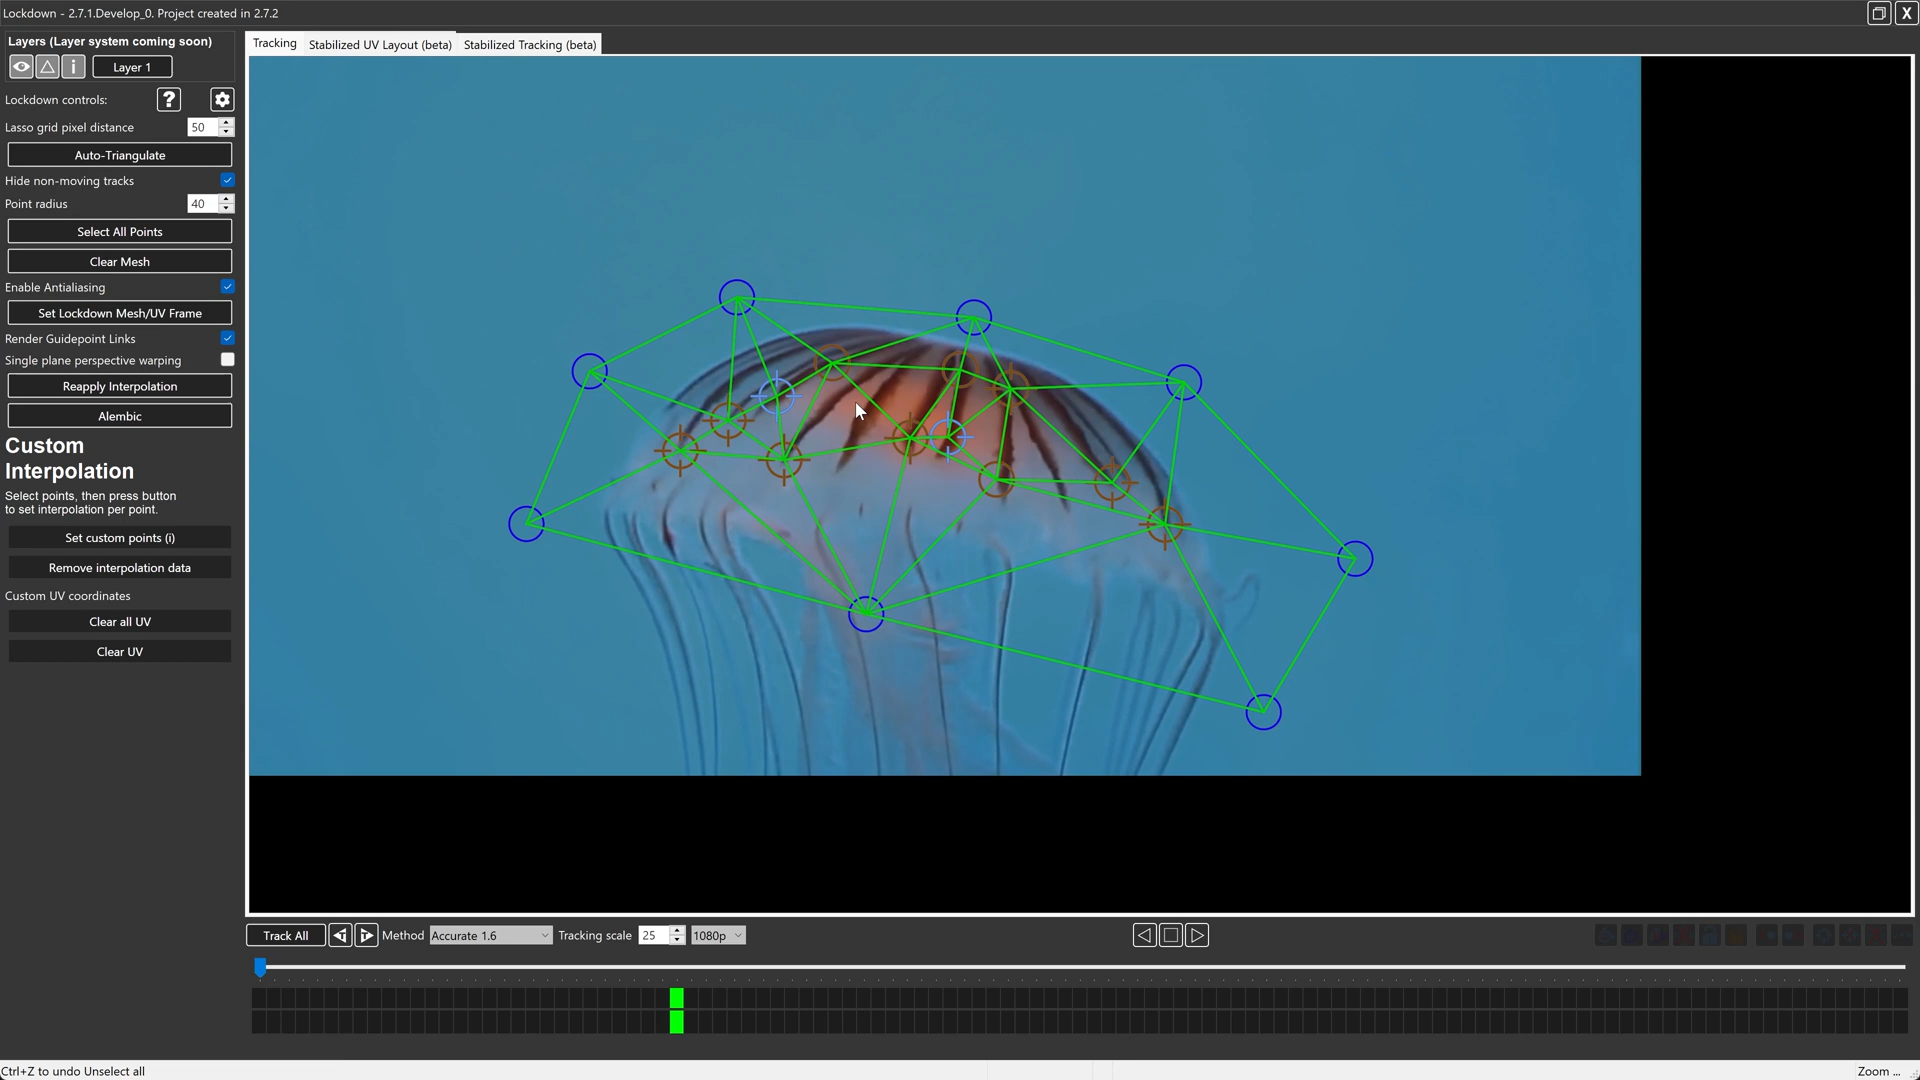 Lockdown - 2.7.1.Develop_0. Project created in 2.7.2
X
Layers (Layer system coming soon)
i
Layer 1
Tracking
Stabilized UV Layout (beta)
Stabilized Tracking (beta)
Lockdown controls:
?
Lasso grid pixel distance
50
Auto-Triangulate
Hide non-moving tracks
Point radius
40
Select All Points
Clear Mesh
Enable Antialiasing
Set Lockdown Mesh/UV Frame
Render Guidepoint Links
Single plane perspective warping
Reapply Interpolation
Alembic
Custom
Interpolation
Select points, then press button
to set interpolation per point.
Set custom points (i)
Remove interpolation data
Custom UV coordinates
Clear all UV
Clear UV
Track All
Method
Accurate 1.6
Tracking scale
25
1080p
Ctrl+Z to undo Unselect all
Zoom ...